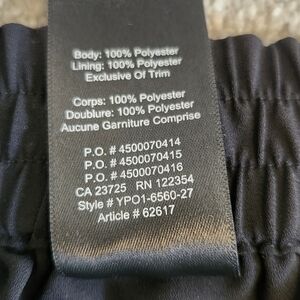 Body: 100% Polyester
Lining: 100% Polyester
Exclusive Of Trim
Corps: 100% Polyester
Doublure: 100% Polyester
Aucune Garniture Comprise
P.O. # 4500070414
P.O. # 4500070415
P.O. # 4500070416
CA 23725 RN 122354
Style # YPO1-6560-27
Article # 62617